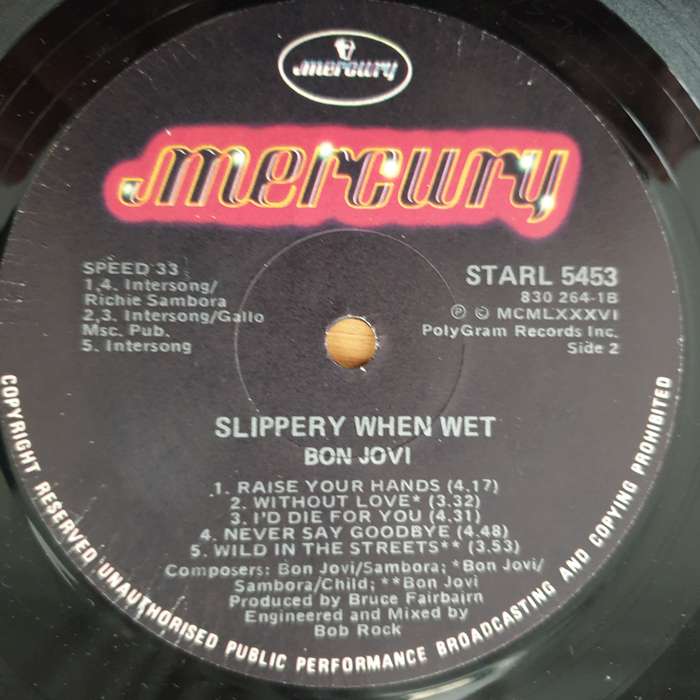 mercury
mercury
SPEED 33
1,4. Intersong/
Richie Sambora
2,3. Intersong/Gallo
Msc. Pub.
5. Intersong
STARL 5453
830 264-1B
Ⓟ © MCMLXXXVI
PolyGram Records Inc.
Side 2
SLIPPERY WHEN WET
BON JOVI
1. RAISE YOUR HANDS (4.17)
2. WITHOUT LOVE* (3.32)
3. I'D DIE FOR YOU (4.31)
4. NEVER SAY GOODBYE (4.48)
5. WILD IN THE STREETS** (3.53)
Composers: Bon Jovi/Sambora; *Bon Jovi/
Sambora/Child; **Bon Jovi
Produced by Bruce Fairbairn
Engineered and Mixed by
Bob Rock
COPYRIGHT RESERVED UNAUTHORISED PUBLIC PERFORMANCE BROADCASTING AND COPYING PROHIBITED